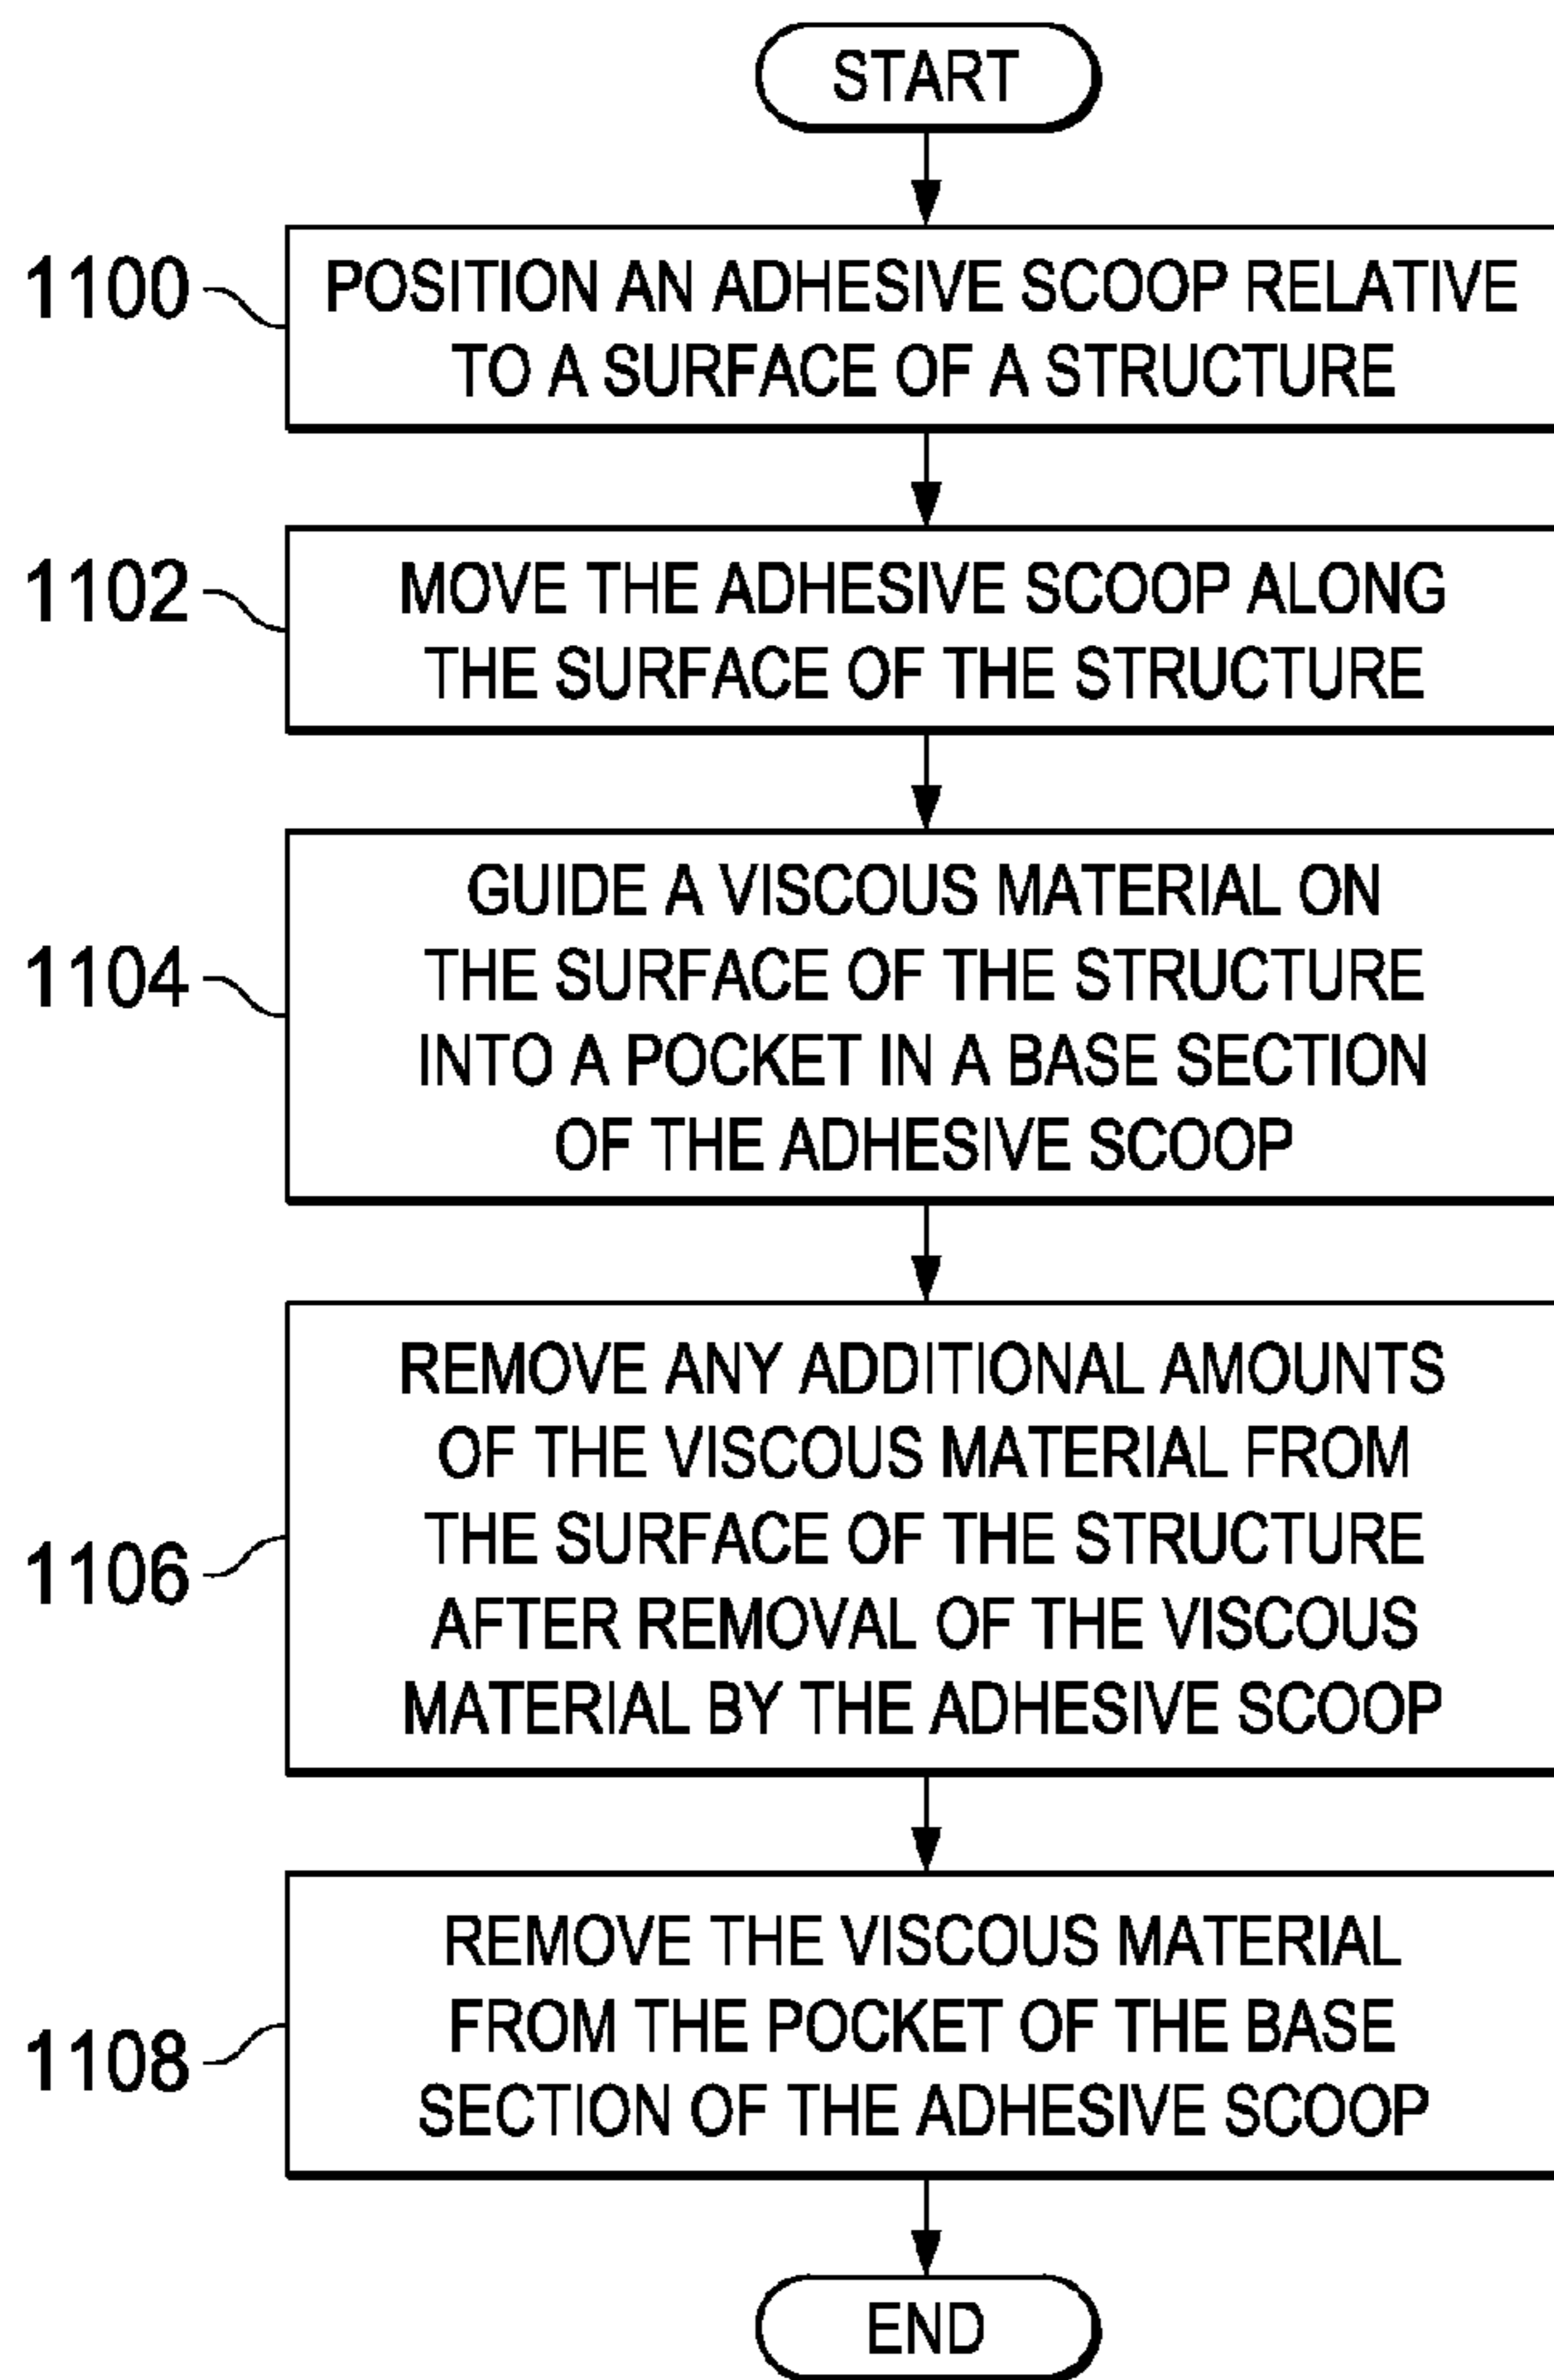 START
1100
POSITION AN ADHESIVE SCOOP RELATIVE
TO A SURFACE OF A STRUCTURE
1102
MOVE THE ADHESIVE SCOOP ALONG
THE SURFACE OF THE STRUCTURE
1104
GUIDE A VISCOUS MATERIAL ON
THE SURFACE OF THE STRUCTURE
INTO A POCKET IN A BASE SECTION
OF THE ADHESIVE SCOOP
1106
REMOVE ANY ADDITIONAL AMOUNTS
OF THE VISCOUS MATERIAL FROM
THE SURFACE OF THE STRUCTURE
AFTER REMOVAL OF THE VISCOUS
MATERIAL BY THE ADHESIVE SCOOP
1108
REMOVE THE VISCOUS MATERIAL
FROM THE POCKET OF THE BASE
SECTION OF THE ADHESIVE SCOOP
END